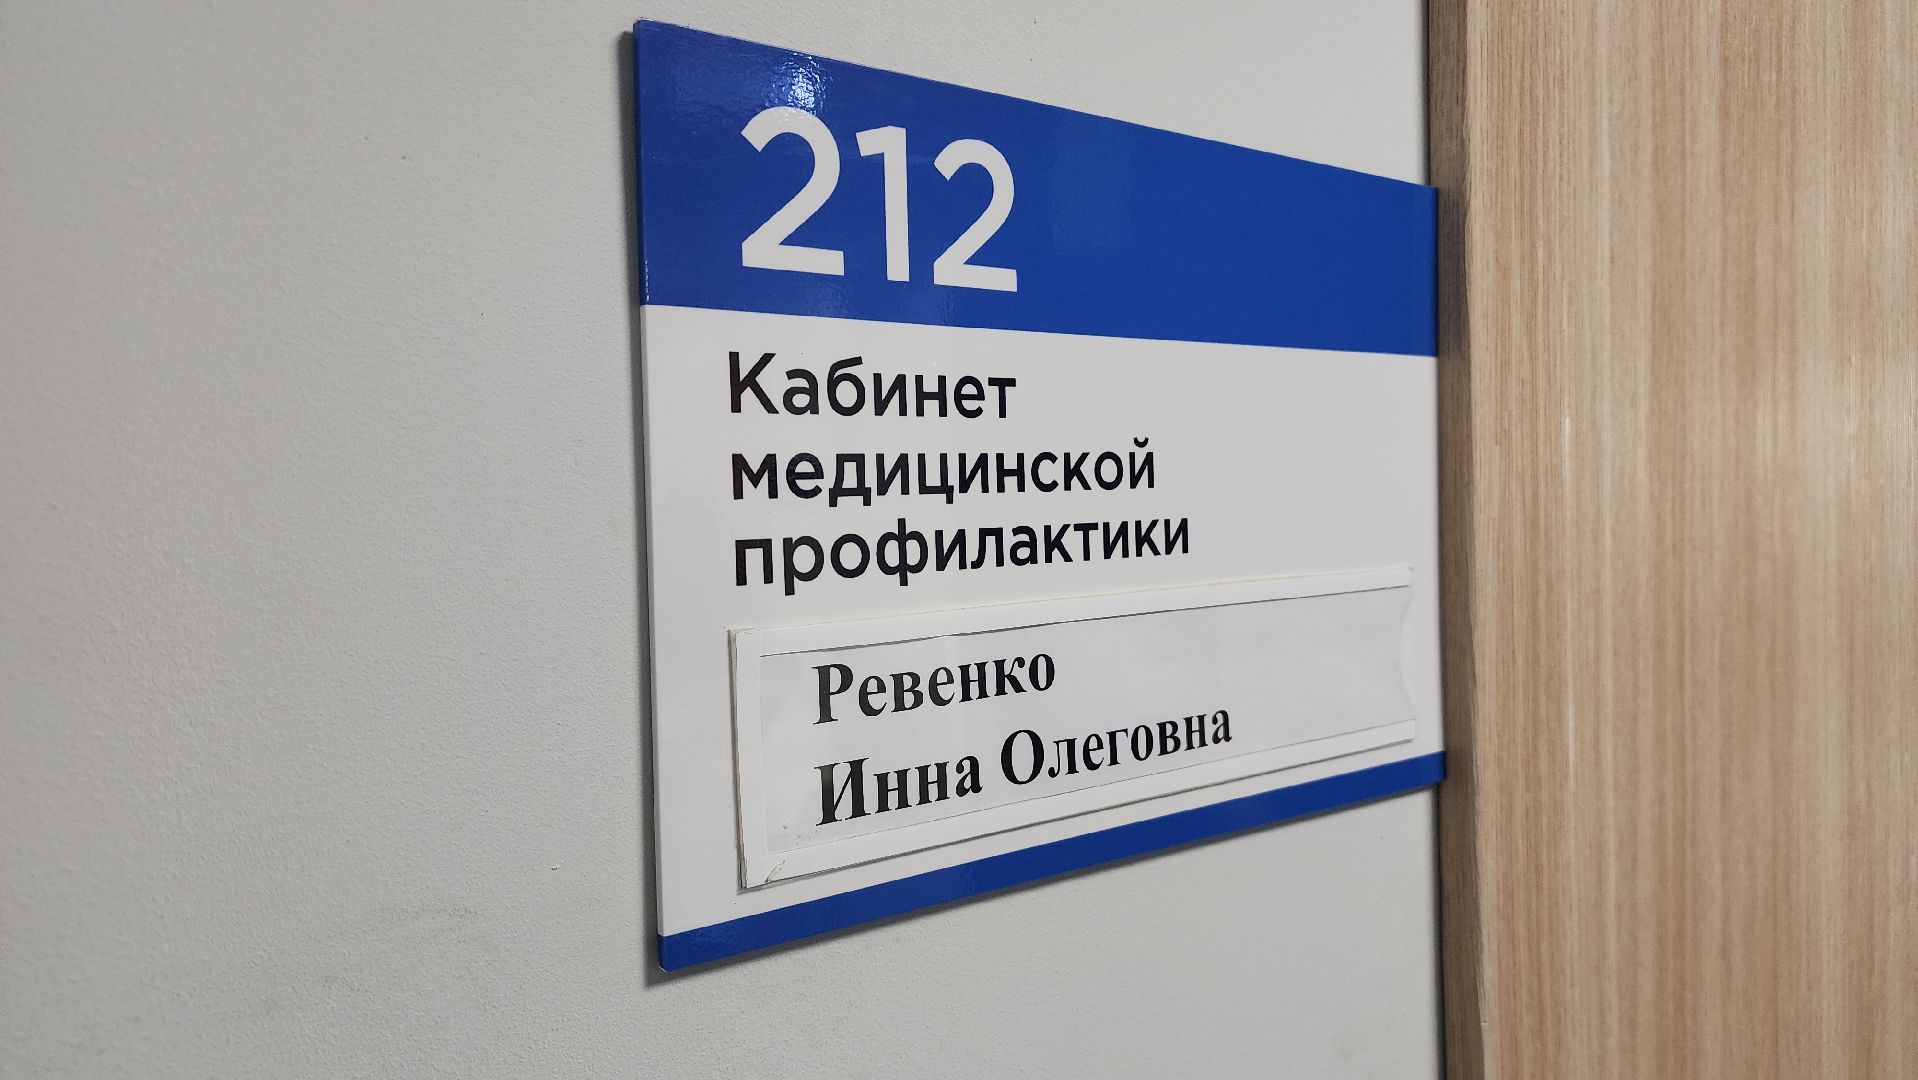 212
Кабинет
медицинской
профилактики
Ревенко
Инна Олеговна